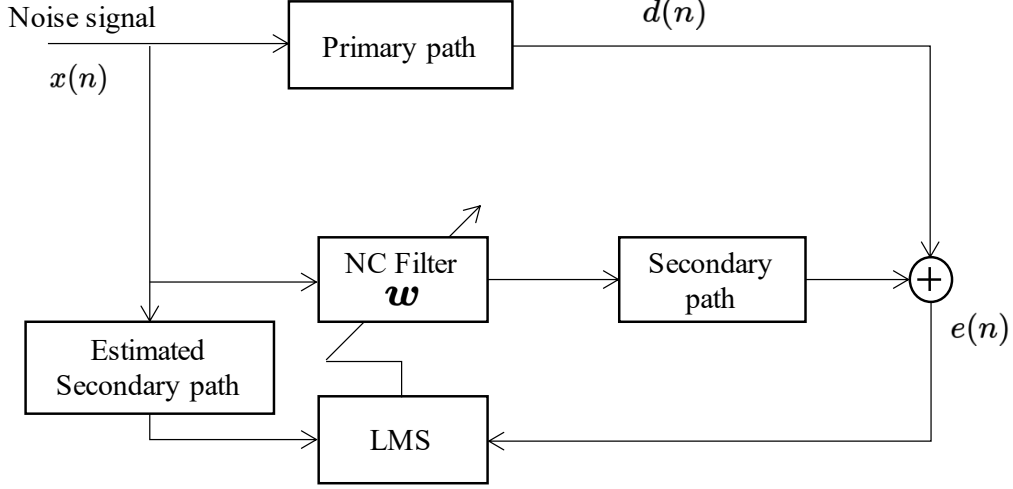 Noise signal
d(n)
Primary path
x(n)
NC Filter
w
Secondary
path
+
e(n)
Estimated
Secondary path
LMS